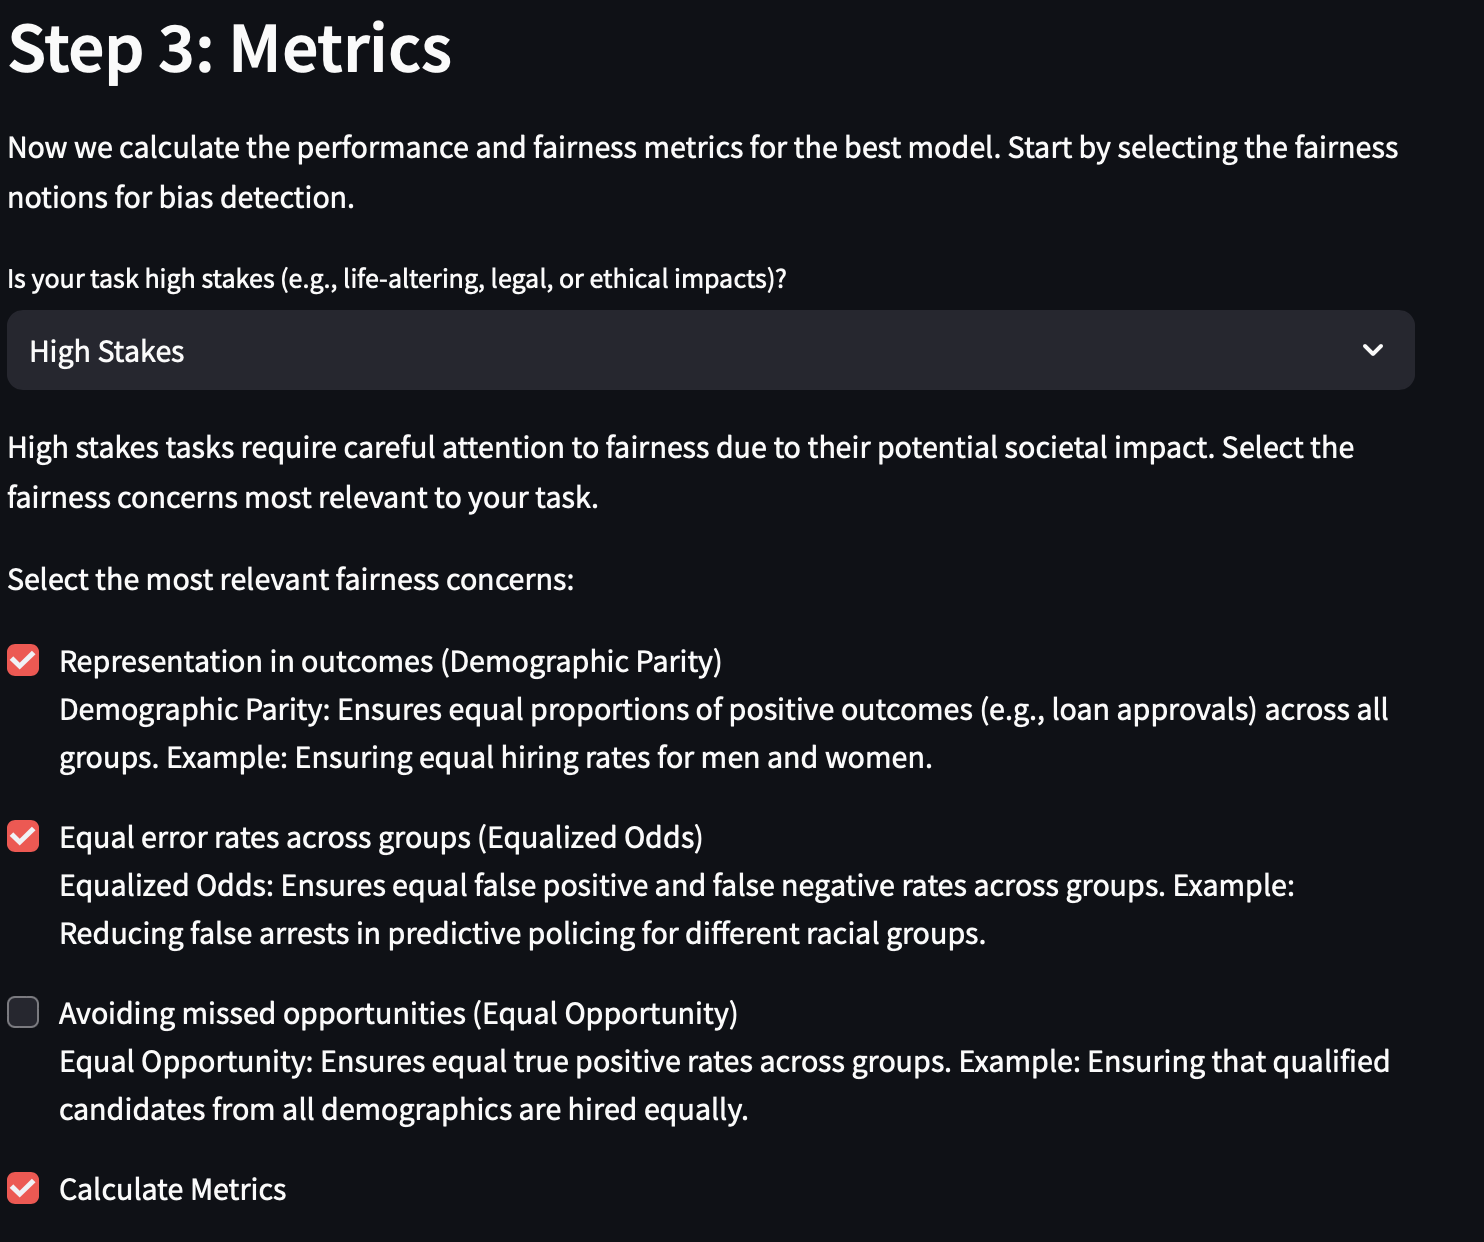 Step 3: Metrics
Now we calculate the performance and fairness metrics for the best model. Start by selecting the fairness
notions for bias detection.
Is your task high stakes (e.g., life-altering, legal, or ethical impacts)?
High Stakes
High stakes tasks require careful attention to fairness due to their potential societal impact. Select the
fairness concerns most relevant to your task.
Select the most relevant fairness concerns:
Representation in outcomes (Demographic Parity)
Demographic Parity: Ensures equal proportions of positive outcomes (e.g., loan approvals) across all
groups. Example: Ensuring equal hiring rates for men and women.
Equal error rates across groups (Equalized Odds)
Equalized Odds: Ensures equal false positive and false negative rates across groups. Example:
Reducing false arrests in predictive policing for different racial groups.
Avoiding missed opportunities (Equal Opportunity)
Equal Opportunity: Ensures equal true positive rates across groups. Example: Ensuring that qualified
candidates from all demographics are hired equally.
Calculate Metrics